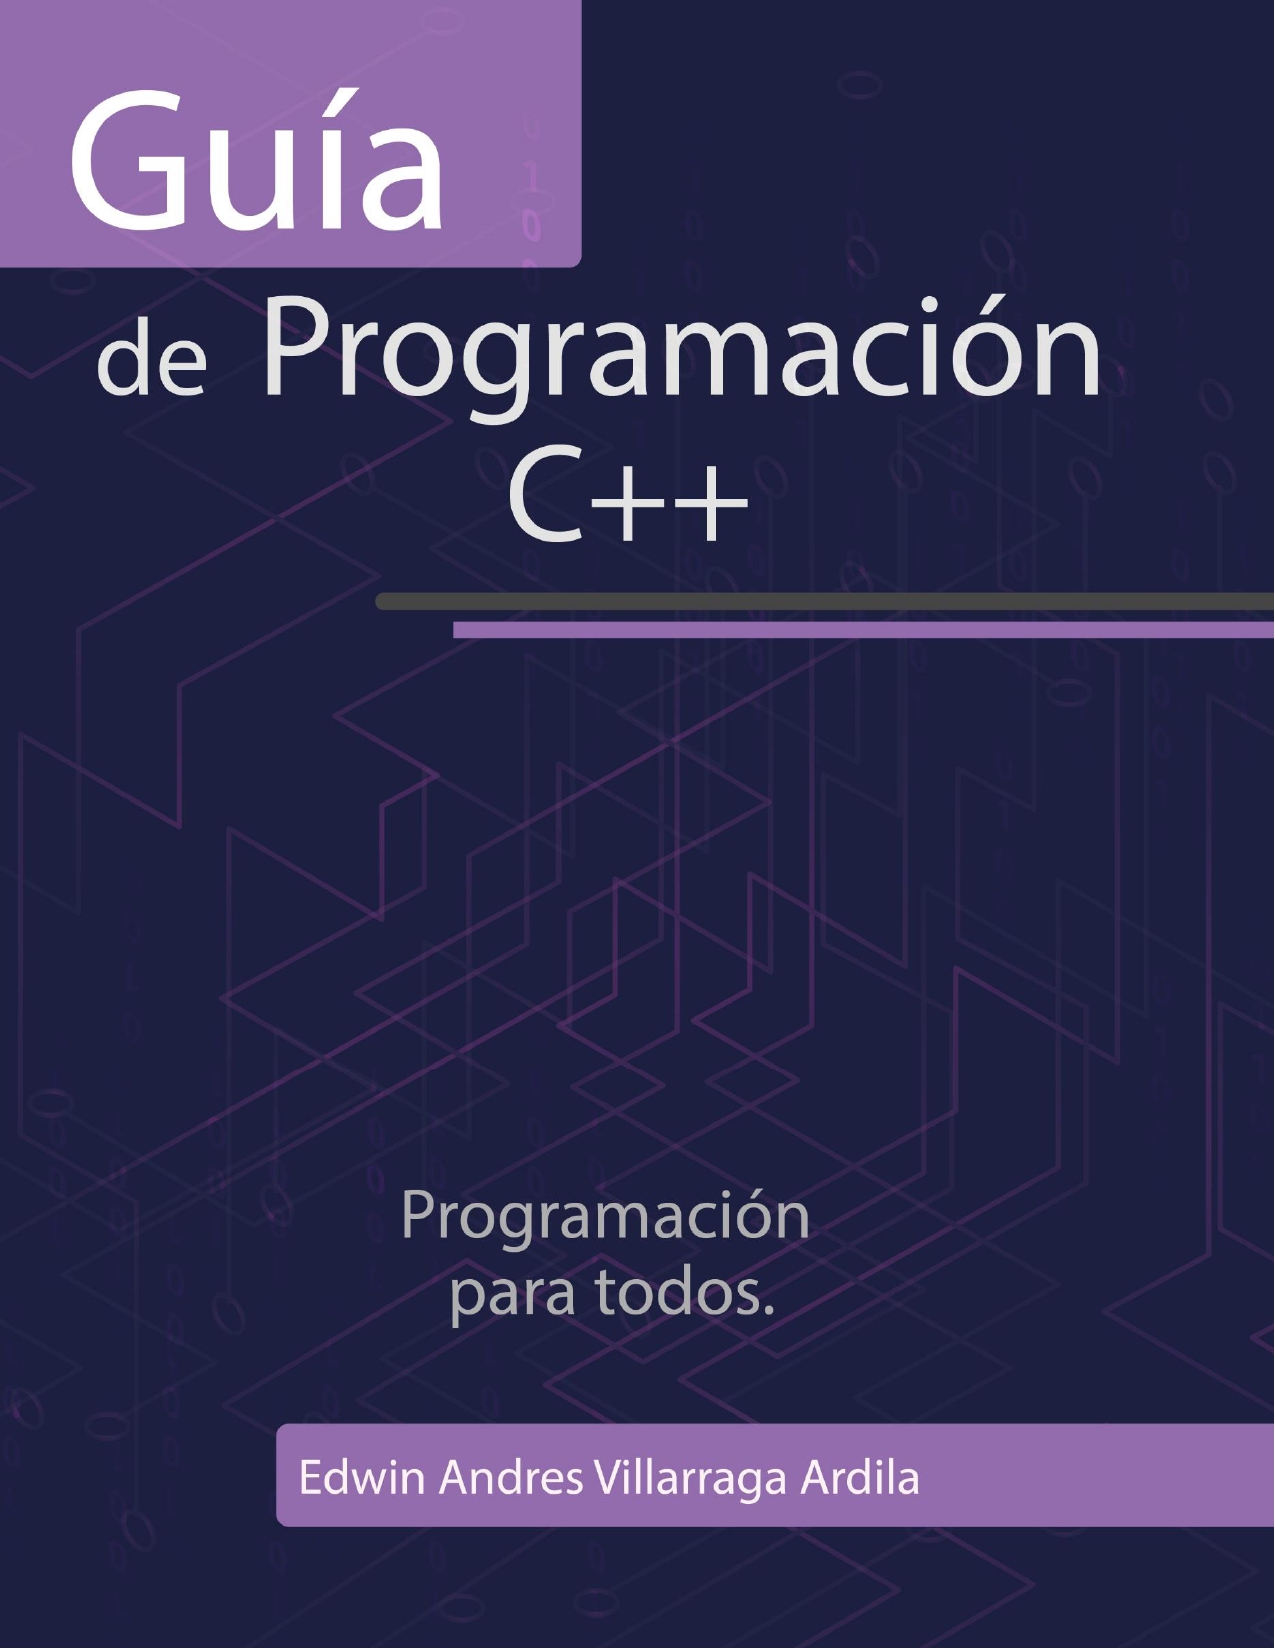 Guía
de Programación
C++
Programación
para todos.
Edwin Andres Villarraga Ardila